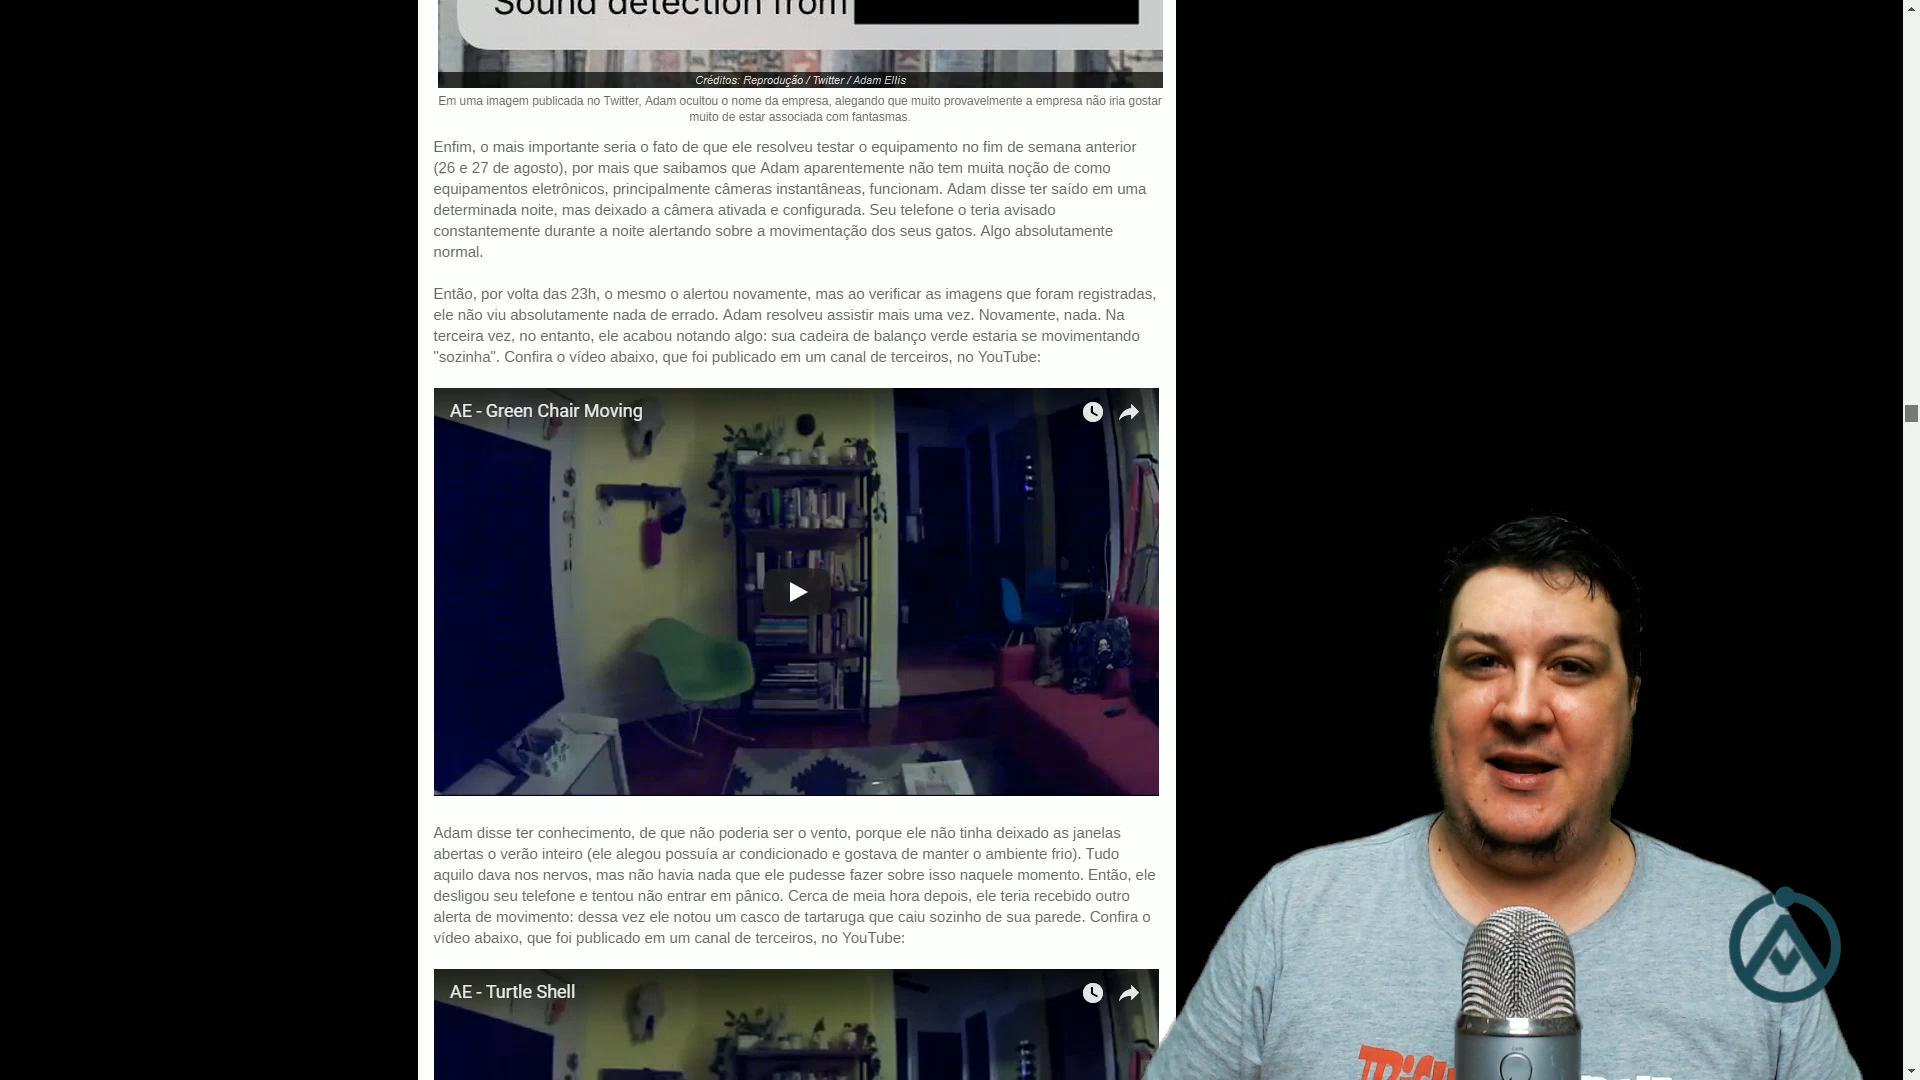 Sound detection from
Créditos: Reprodução / Twitter / Adam Ellis
Em uma imagem publicada no Twitter, Adam ocultou o nome da empresa, alegando que muito provavelmente a empresa não iria gostar
muito de estar associada com fantasmas.
Enfim, o mais importante seria o fato de que ele resolveu testar o equipamento no fim de semana anterior
(26 e 27 de agosto), por mais que saibamos que Adam aparentemente não tem muita noção de como
equipamentos eletrônicos, principalmente câmeras instantâneas, funcionam. Adam disse ter saído em uma
determinada noite, mas deixado a câmera ativada e configurada. Seu telefone o teria avisado
constantemente durante a noite alertando sobre a movimentação dos seus gatos. Algo absolutamente
normal.
Então, por volta das 23h, o mesmo o alertou novamente, mas ao verificar as imagens que foram registradas,
ele não viu absolutamente nada de errado. Adam resolveu assistir mais uma vez. Novamente, nada. Na
terceira vez, no entanto, ele acabou notando algo: sua cadeira de balanço verde estaria se movimentando
"sozinha". Confira o vídeo abaixo, que foi publicado em um canal de terceiros, no YouTube:
AE - Green Chair Moving
Adam disse ter conhecimento, de que não poderia ser o vento, porque ele não tinha deixado as janelas
abertas o verão inteiro (ele alegou possuía ar condicionado e gostava de manter o ambiente frio). Tudo
aquilo dava nos nervos, mas não havia nada que ele pudesse fazer sobre isso naquele momento. Então, ele
desligou seu telefone e tentou não entrar em pânico. Cerca de meia hora depois, ele teria recebido outro
alerta de movimento: dessa vez ele notou um casco de tartaruga que caiu sozinho de sua parede. Confira o
vídeo abaixo, que foi publicado em um canal de terceiros, no YouTube:
AE - Turtle Shell